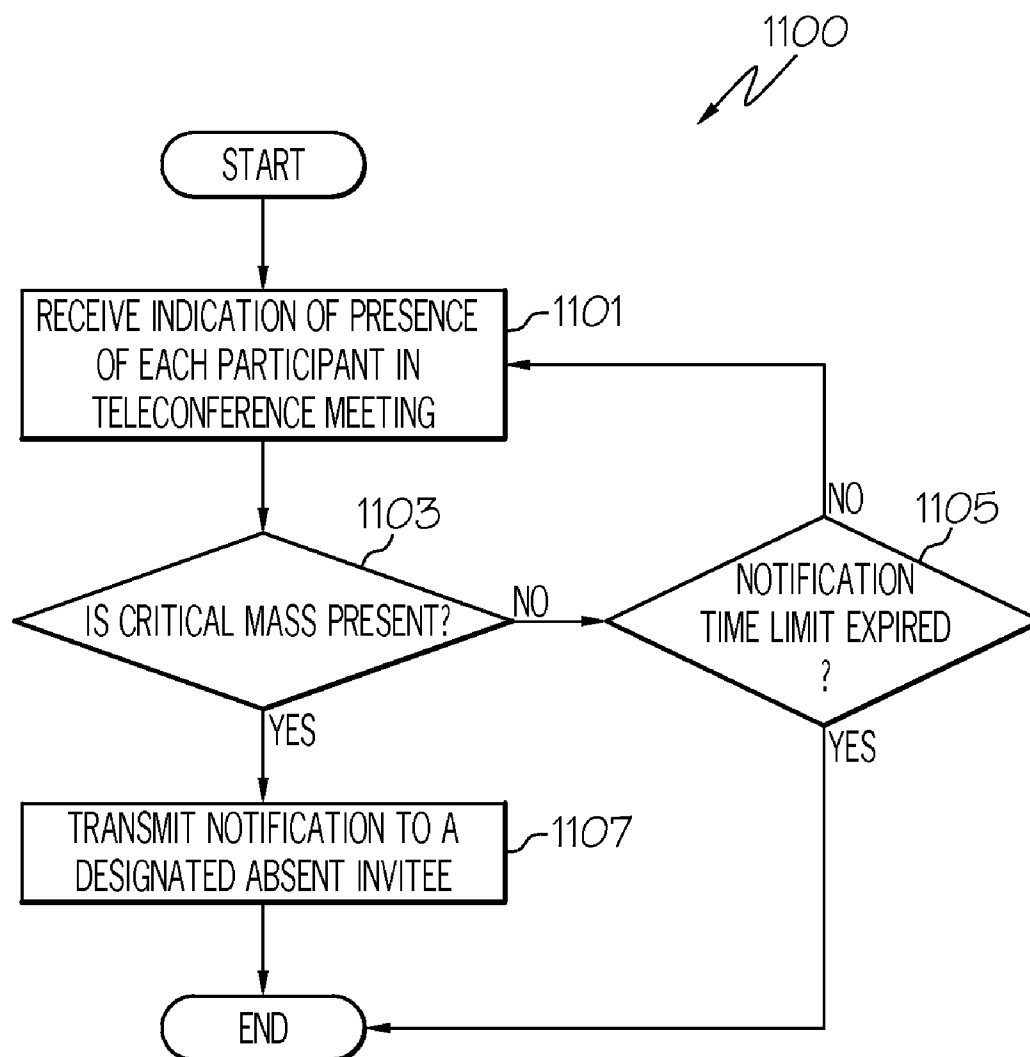 1100
START
RECEIVE INDICATION OF PRESENCE
OF EACH PARTICIPANT IN
TELECONFERENCE MEETING
1101
1103
IS CRITICAL MASS PRESENT?
NO
NO
1105
NOTIFICATION
TIME LIMIT EXPIRED
?
YES
YES
TRANSMIT NOTIFICATION TO A
DESIGNATED ABSENT INVITEE
1107
END